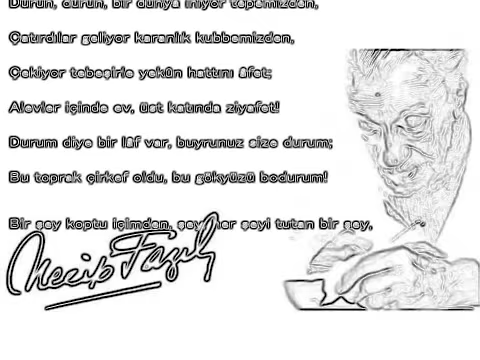 Durun, durun, bir dünya iniyor tepemizden,
Çatırdılar geliyor karanlık kubbemizden,
Çekiyor tebeşirle yekûn hattını âfet;
Alevler içinde ev, üst katında ziyafet!
Durum diye bir lâf var, buyrunuz size durum;
Bu toprak çirkef oldu, bu gökyüzü bodurum!
Bir şey koptu içimden, şey, her şeyi tutan bir şey,
Necip Fazıl